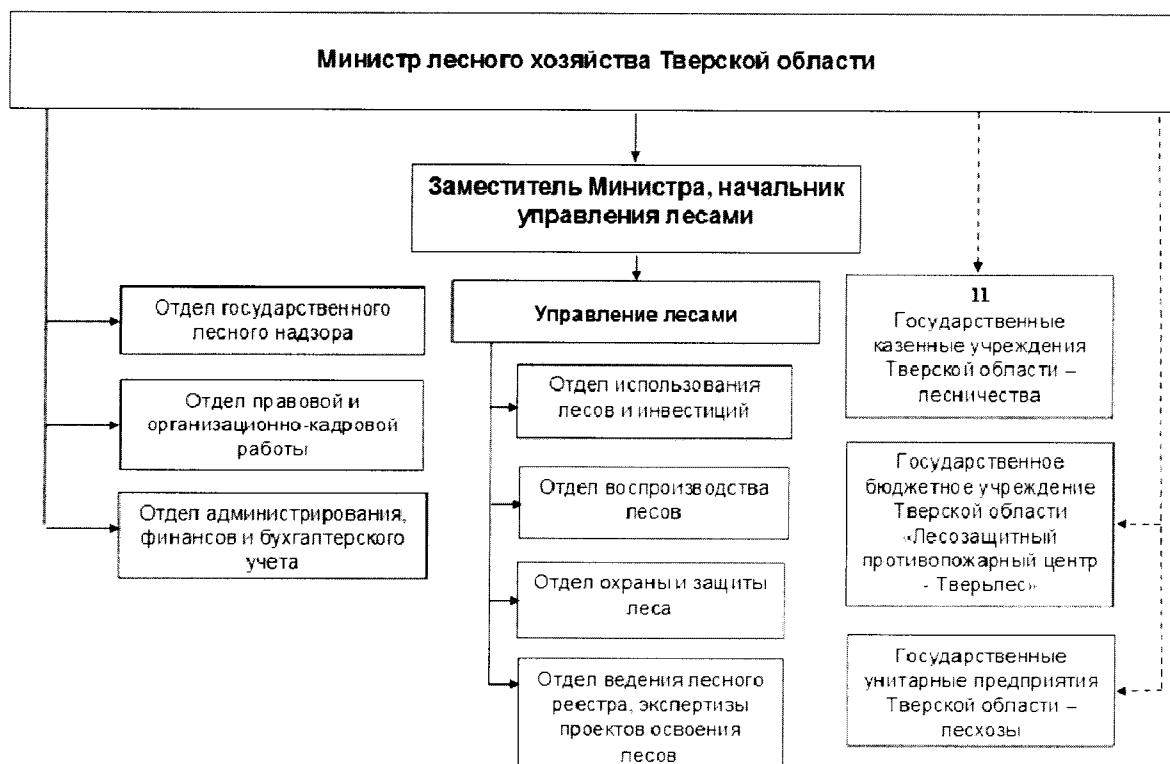 Министр лесного хозяйства Тверской области
Заместитель Министра, начальник
управления лесами
Отдел государственного
лесного надзора
Отдел правовой и
организационно-кадровой
работы
Отдел администрирования,
финансов и бухгалтерского
учета
Управление лесами
Отдел использования
лесов и инвестиций
Отдел воспроизводства
лесов
Отдел охраны и защиты
леса
Отдел ведения лесного
реестра, экспертизы
проектов освоения
лесов
11
Государственные
казенные учреждения
Тверской области –
лесничества
Государственное
бюджетное учреждение
Тверской области
«Лесозащитный
противопожарный центр
- Тверьлес»
Государственные
унитарные предприятия
Тверской области –
лесхозы